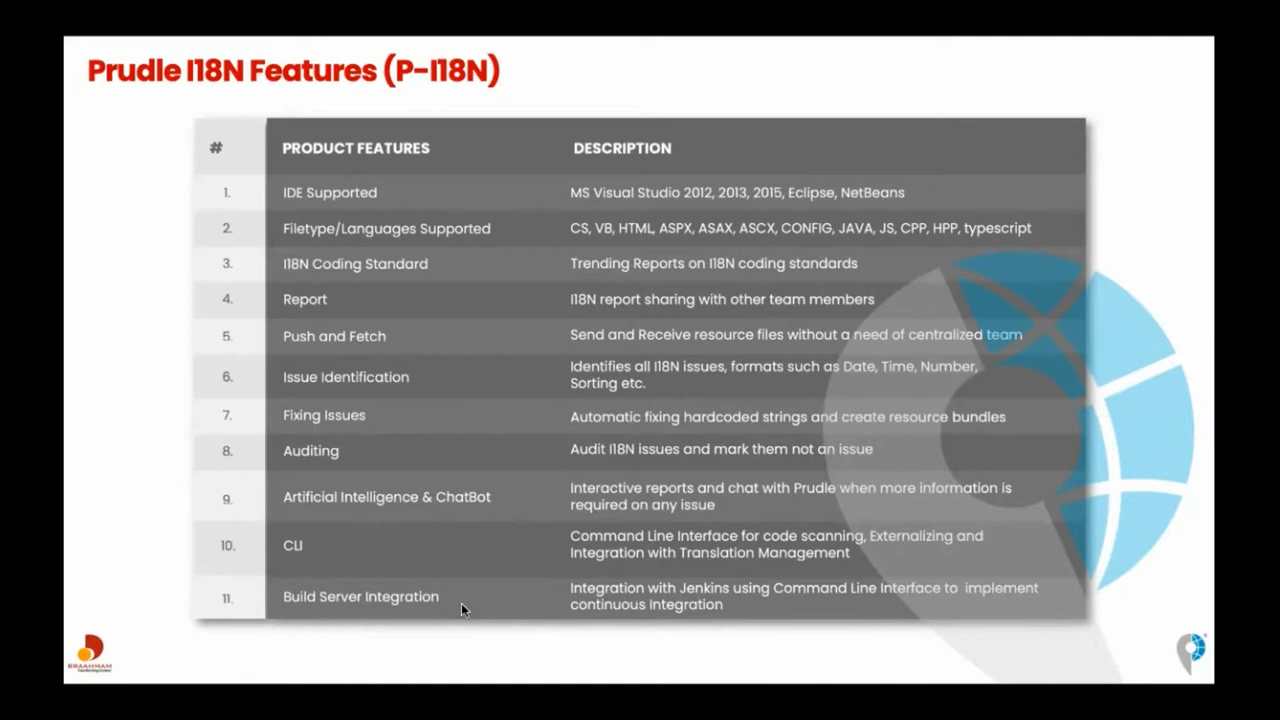 Prudle I18N Features (P-I18N)
# PRODUCT FEATURES DESCRIPTION
1. IDE Supported MS Visual Studio 2012, 2013, 2015, Eclipse, NetBeans
2. Filetype/Languages Supported CS, VB, HTML, ASPX, ASAX, ASCX, CONFIG, JAVA, JS, CPP, HPP, typescript
3. I18N Coding Standard Trending Reports on I18N coding standards
4. Report I18N report sharing with other team members
5. Push and Fetch Send and Receive resource files without a need of centralized team
6. Issue Identification Identifies all I18N issues, formats such as Date, Time, Number,
Sorting etc.
7. Fixing Issues Automatic fixing hardcoded strings and create resource bundles
8. Auditing Audit I18N issues and mark them not an issue
9. Artificial Intelligence & ChatBot Interactive reports and chat with Prudle when more information is
required on any issue
10. CLI Command Line Interface for code scanning, Externalizing and
Integration with Translation Management
11. Build Server Integration Integration with Jenkins using Command Line Interface to implement
continuous Integration
BRAAHMAM